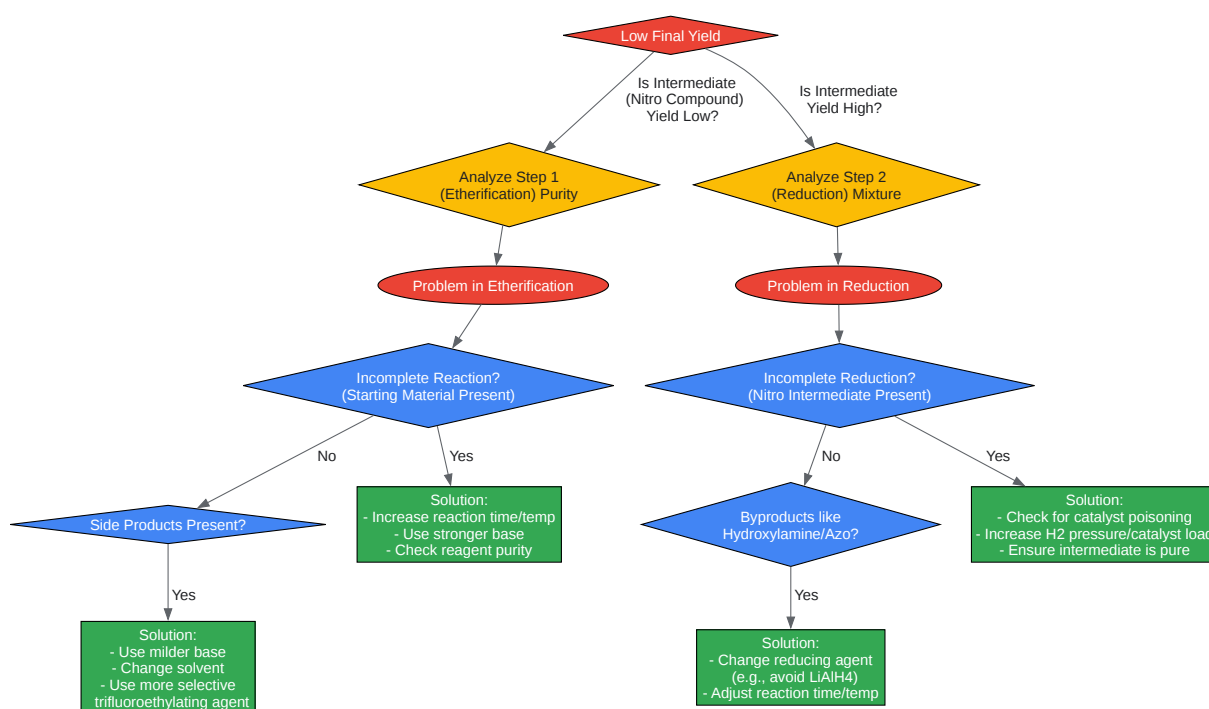 Low Final Yield
Is Intermediate
(Nitro Compound)
Yield Low?
Is Intermediate
Yield High?
Analyze Step 1
(Etherification) Purity
Analyze Step 2
(Reduction) Mixture
Problem in Etherification
Problem in Reduction
Incomplete Reaction?
(Starting Material Present)
Incomplete Reduction?
(Nitro Intermediate Present)
No
Yes
No
Yes
Side Products Present?
Solution:
- Increase reaction time/temp
- Use stronger base
- Check reagent purity
Byproducts like
Hydroxylamine/Azo?
Solution:
- Check for catalyst poisoning
- Increase H2 pressure/catalyst load
- Ensure intermediate is pure
Yes
Yes
Solution:
- Use milder base
- Change solvent
- Use more selective
trifluoroethylating agent
Solution:
- Change reducing agent
(e.g., avoid LiAlH4)
- Adjust reaction time/temp